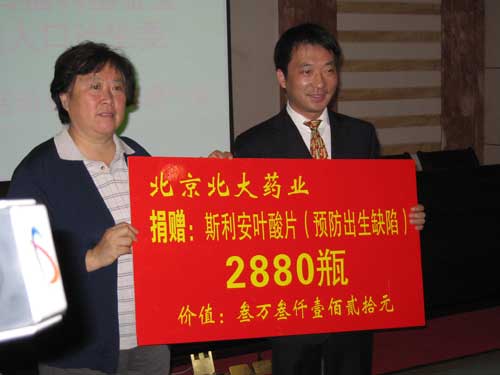 北京北大药业
捐赠：斯利安叶酸片（预防出生缺陷）
2880瓶
价值：叁万叁仟壹佰贰拾元